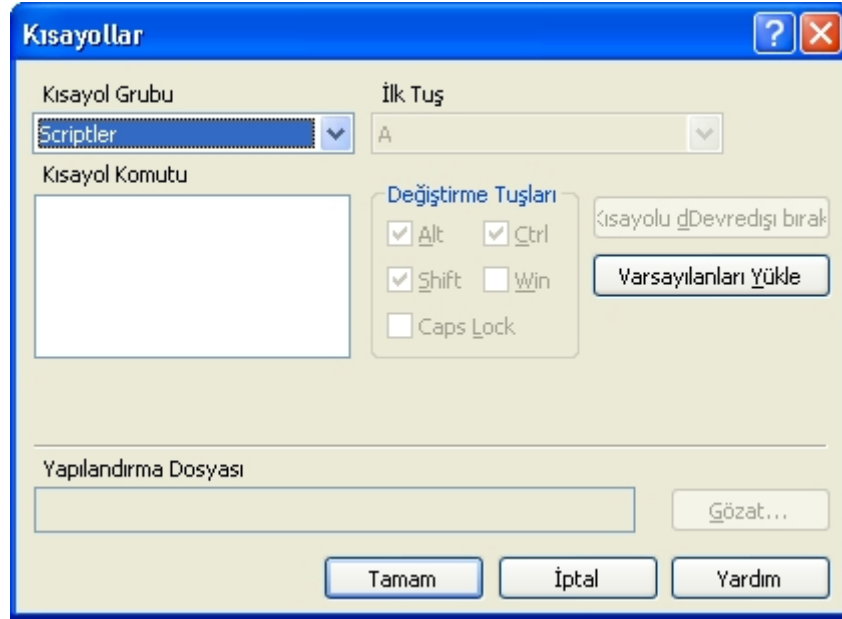 Kısayollar
Kısayol Grubu
İlk Tuş
Scriptler
A
Kısayol Komutu
Değiştirme Tuşları
Alt
Ctrl
Shift
Win
Caps Lock
Kısayolu dDevredışı bırak
Varsayılanları Yükle
Yapılandırma Dosyası
Gözat...
Tamam
İptal
Yardım